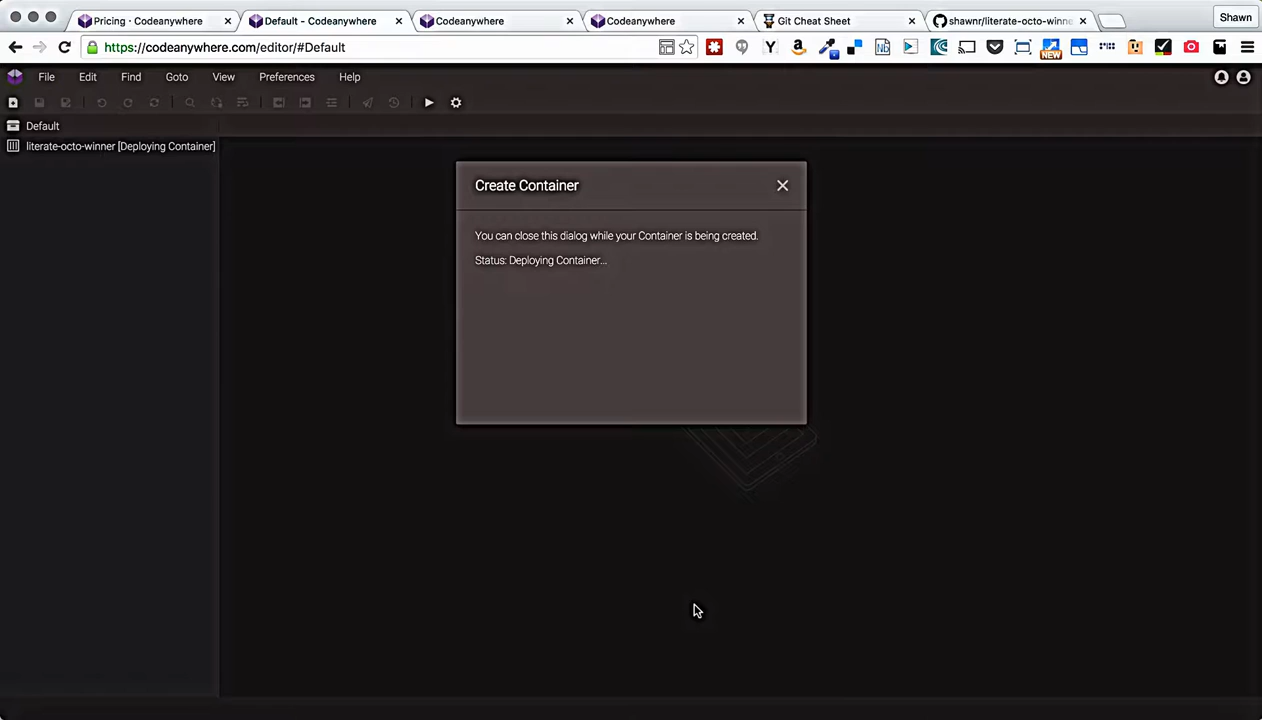 Pricing · Codeanywhere
Default - Codeanywhere
Codeanywhere
Codeanywhere
Git Cheat Sheet
shawnr/literate-octo-winne
Shawn
https://codeanywhere.com/editor/#Default
Y
a
Nb
NEW
File Edit Find Goto View Preferences Help
Default
literate-octo-winner [Deploying Container]
Create Container
You can close this dialog while your Container is being created.
Status: Deploying Container...